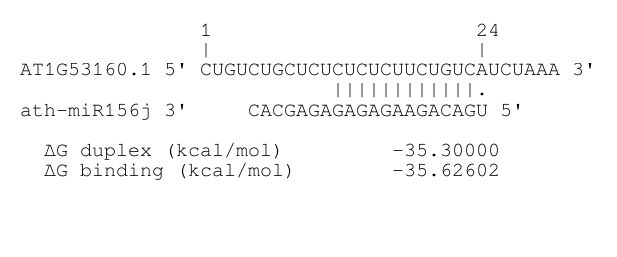 1 24
| |
AT1G53160.1 5' CUGUCUGCUCUCUCUCUUCUGUCAUCUAAA 3'
||||||||||||.
ath-miR156j 3' CACGAGAGAGAGAAGACAGU 5'
ΔG duplex (kcal/mol) -35.30000
ΔG binding (kcal/mol) -35.62602